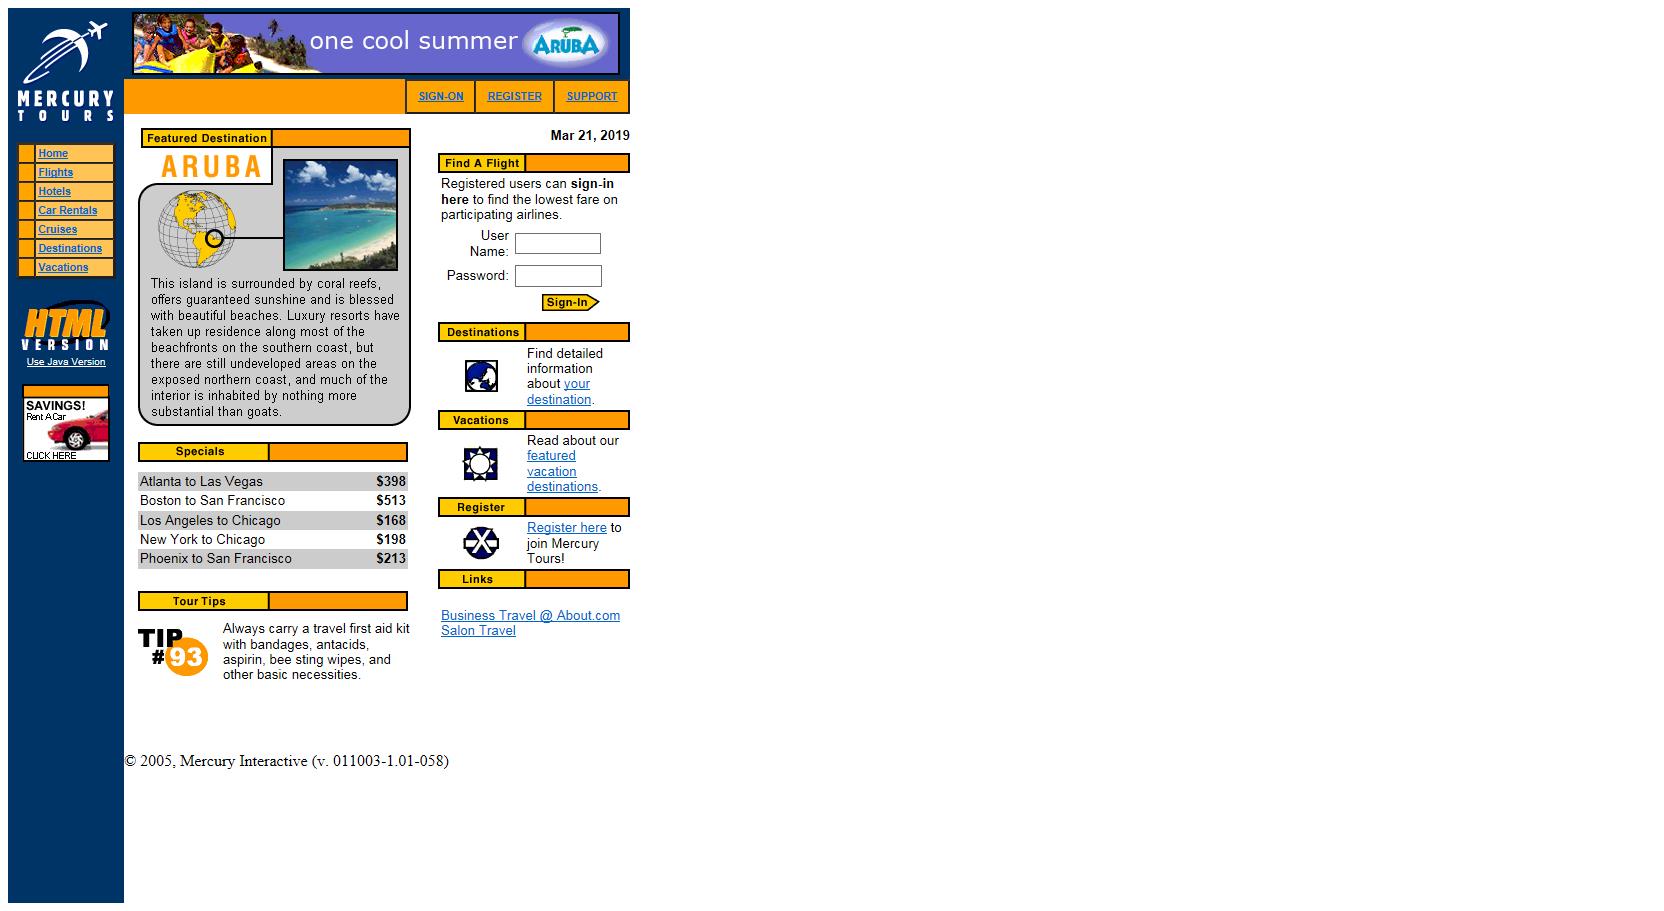 one cool summer
ARUBA
MERCURY
TOURS
SIGN-ON
REGISTER
SUPPORT
Home
Flights
Hotels
Car Rentals
Cruises
Destinations
Vacations
HTML
VERSION
Use Java Version
SAVINGS!
Rent A Car
CLICK HERE
Featured Destination
ARUBA
This island is surrounded by coral reefs,
offers guaranteed sunshine and is blessed
with beautiful beaches. Luxury resorts have
taken up residence along most of the
beachfronts on the southern coast, but
there are still undeveloped areas on the
exposed northern coast, and much of the
interior is inhabited by nothing more
substantial than goats.
Specials
Atlanta to Las Vegas $398
Boston to San Francisco $513
Los Angeles to Chicago $168
New York to Chicago $198
Phoenix to San Francisco $213
Tour Tips
TIP
#93
Always carry a travel first aid kit
with bandages, antacids,
aspirin, bee sting wipes, and
other basic necessities.
Mar 21, 2019
Find A Flight
Registered users can sign-in
here to find the lowest fare on
participating airlines.
User
Name:
Password:
Sign-In
Destinations
Find detailed
information
about your
destination.
Vacations
Read about our
featured
vacation
destinations.
Register
Register here to
join Mercury
Tours!
Links
Business Travel @ About.com
Salon Travel
© 2005, Mercury Interactive (v. 011003-1.01-058)